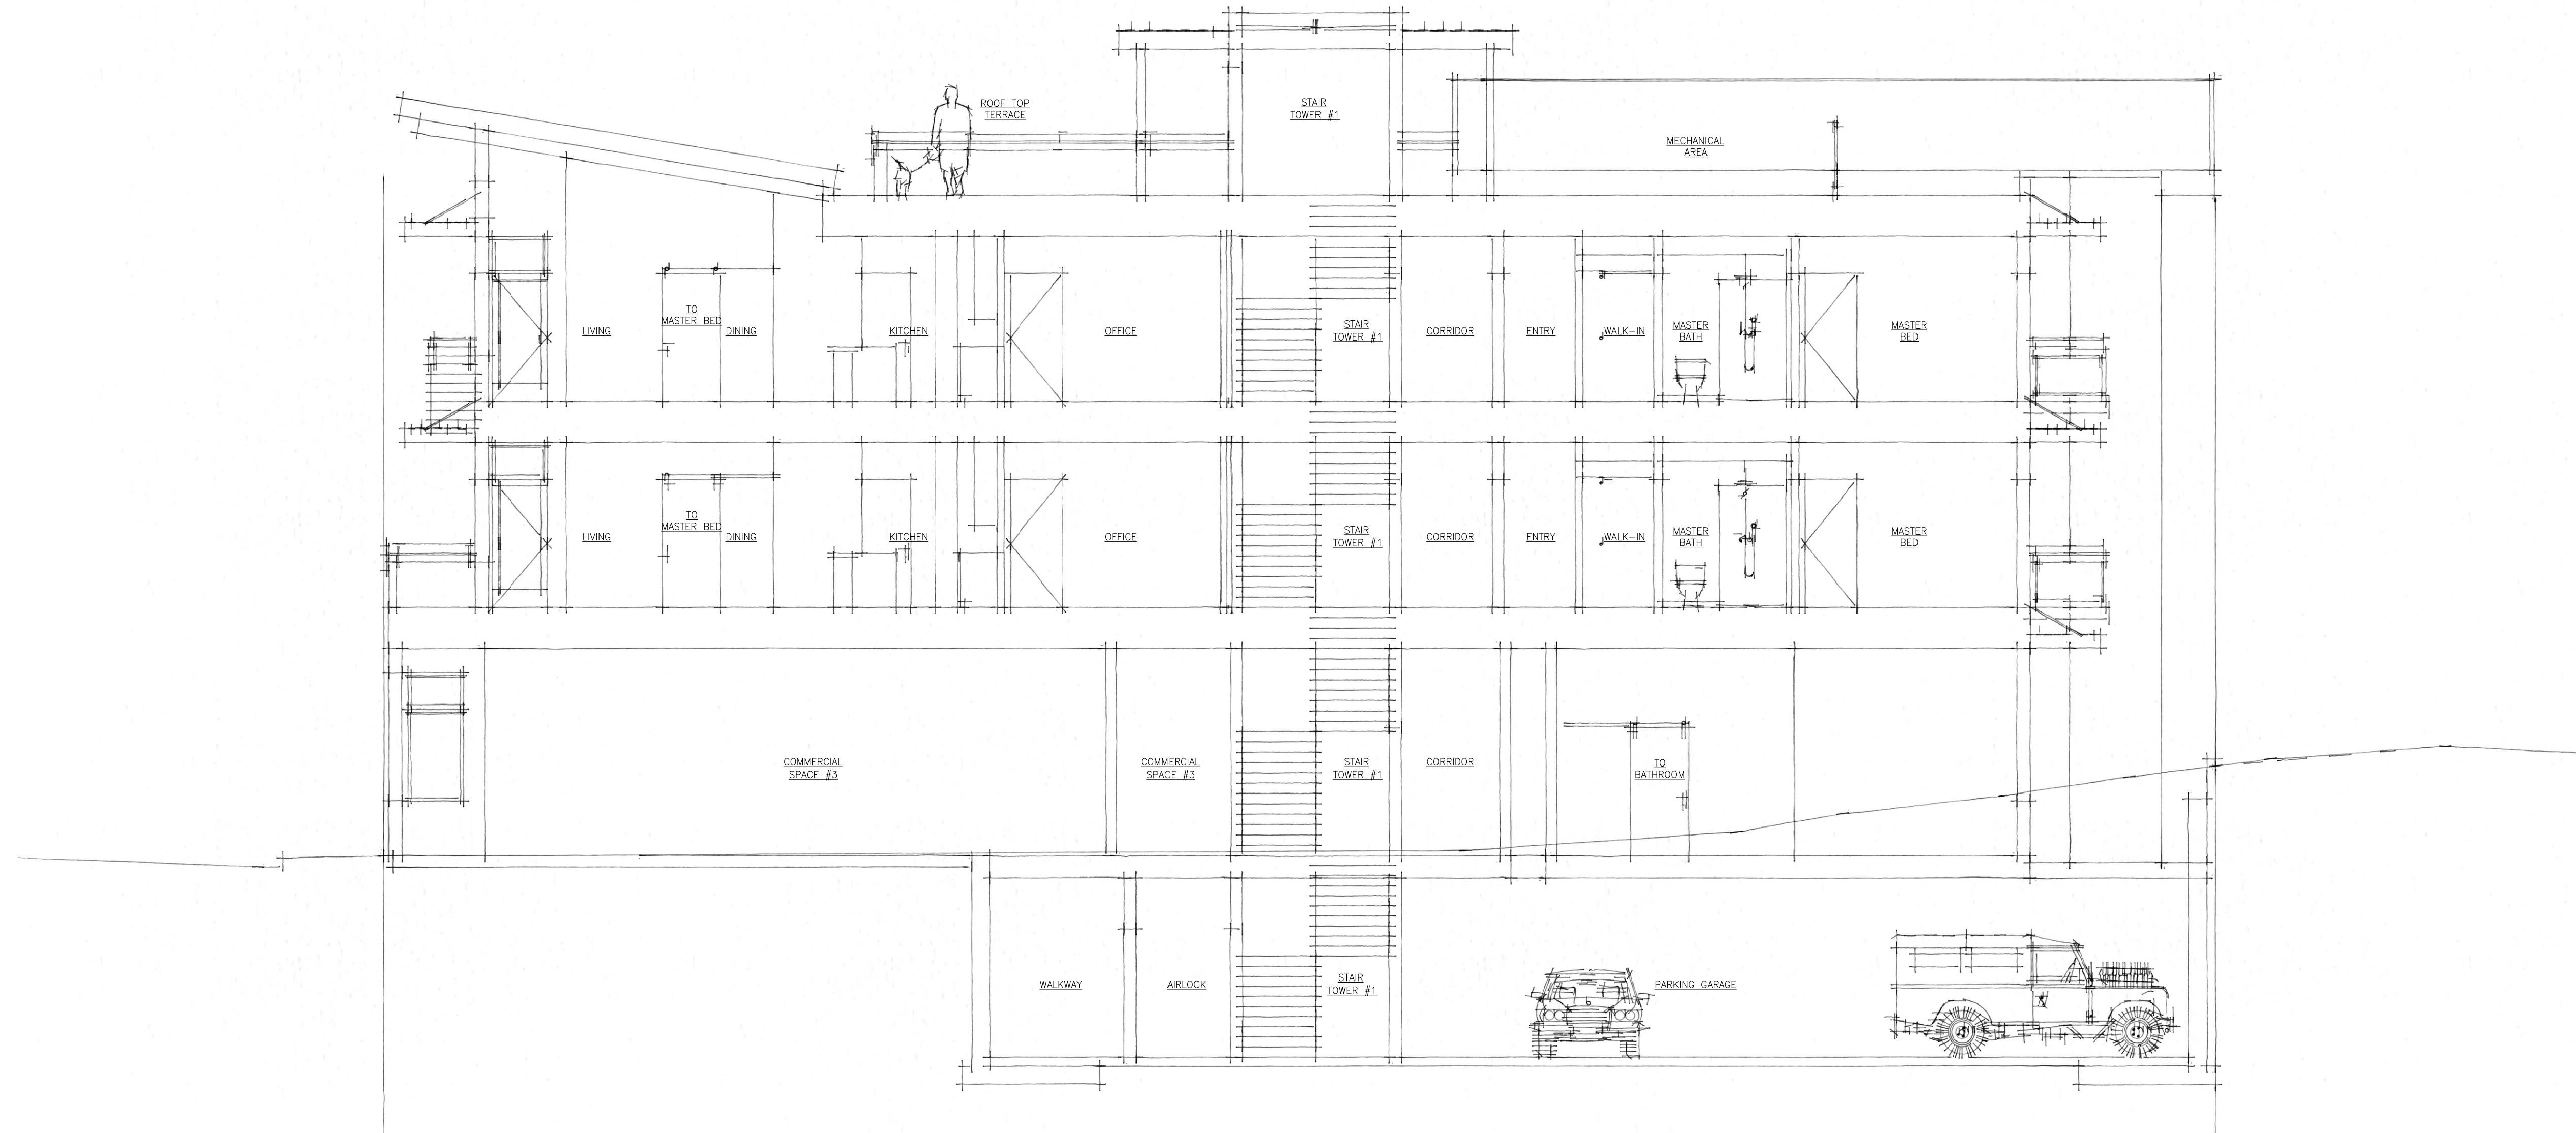 ROOF TOP
TERRACE
STAIR
TOWER #1
MECHANICAL
AREA
LIVING
TO
MASTER BED
DINING
KITCHEN
OFFICE
STAIR
TOWER #1
CORRIDOR
ENTRY
WALK-IN
MASTER
BATH
MASTER
BED
LIVING
TO
MASTER BED
DINING
KITCHEN
OFFICE
STAIR
TOWER #1
CORRIDOR
ENTRY
WALK-IN
MASTER
BATH
MASTER
BED
COMMERCIAL
SPACE #3
COMMERCIAL
SPACE #3
STAIR
TOWER #1
CORRIDOR
TO
BATHROOM
WALKWAY
AIRLOCK
STAIR
TOWER #1
PARKING GARAGE